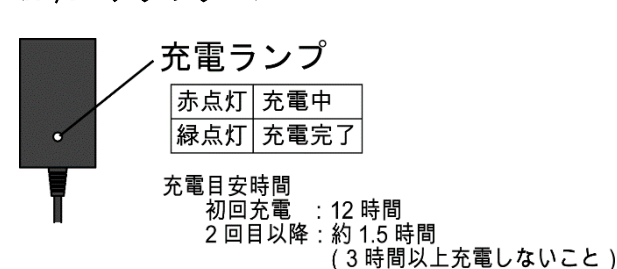 充電ランプ
赤点灯 充電中
緑点灯 充電完了
充電目安時間
初回充電 : 12 時間
2 回目以降 : 約 1.5 時間
( 3 時間以上充電しないこと )